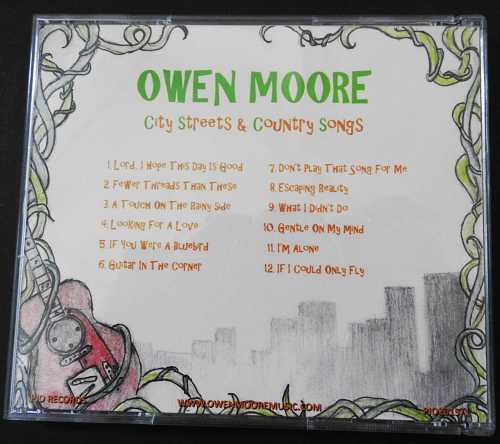 OWEN MOORE
City Streets & Country Songs
1. Lord, I Hope This Day Is Good
2. Fewer Threads Than These
3. A Touch On The Rainy Side
4. Looking For A Love
5. If You Were A Bluebird
6. Guitar In The Corner
7. Don't Play That Song For Me
8. Escaping Reality
9. What I Didn't Do
10. Gentle On My Mind
11. I'm Alone
12. If I Could Only Fly
PIO RECORDS
WWW.OWENMOOREMUSIC.COM